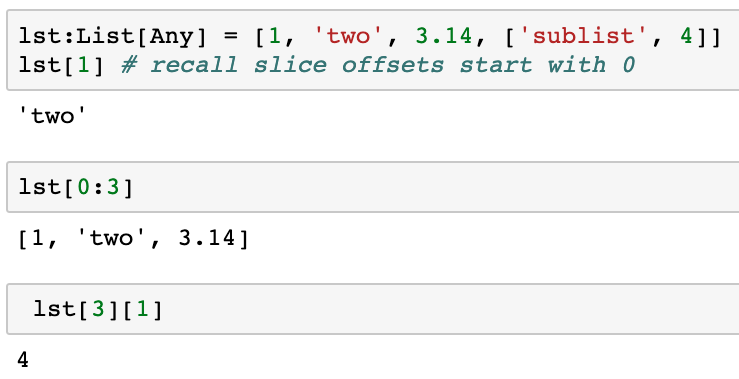 lst:List[Any] = [1, 'two', 3.14, ['sublist', 4]]
lst[1] # recall slice offsets start with 0
'two'
lst[0:3]
[1, 'two', 3.14]
lst[3][1]
4